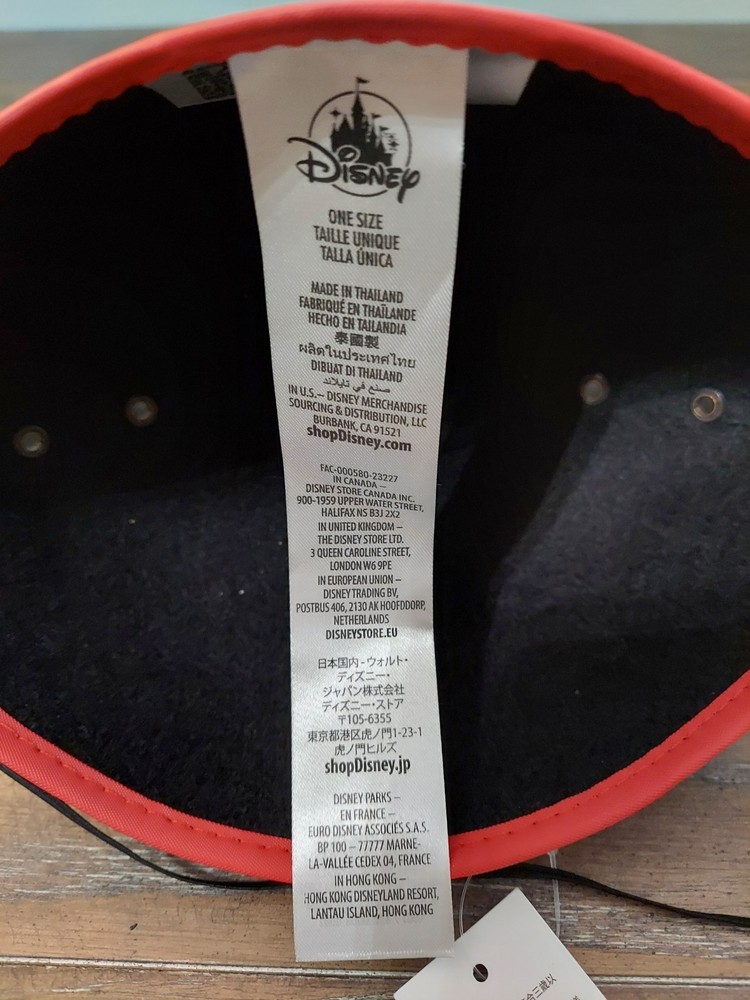 Disney
ONE SIZE
TAILLE UNIQUE
TALLA ÚNICA
MADE IN THAILAND
FABRIQUÉ EN THAÏLANDE
HECHO EN TAILANDIA
泰國製
ผลิตในประเทศไทย
DIBUAT DI THAILAND
صنع في تايلاند
IN U.S.– DISNEY MERCHANDISE
SOURCING & DISTRIBUTION, LLC
BURBANK, CA 91521
shopDisney.com
FAC-000580-23227
IN CANADA –
DISNEY STORE CANADA INC.
900-1959 UPPER WATER STREET,
HALIFAX NS B3J 2X2
IN UNITED KINGDOM –
THE DISNEY STORE LTD.
3 QUEEN CAROLINE STREET,
LONDON W6 9PE
IN EUROPEAN UNION –
DISNEY TRADING BV,
POSTBUS 406, 2130 AK HOOFDDORP,
NETHERLANDS
DISNEYSTORE.EU
日本国内-ウォルト・
ディズニー・
ジャパン株式会社
ディズニー・ストア
〒105-6355
東京都港区虎ノ門1-23-1
虎ノ門ヒルズ
shopDisney.jp
DISNEY PARKS –
EN FRANCE –
EURO DISNEY ASSOCIÉS S.A.S.
BP 100 – 77777 MARNE-
LA-VALLÉE CEDEX 04, FRANCE
IN HONG KONG –
HONG KONG DISNEYLAND RESORT,
LANTAU ISLAND, HONG KONG
合三歲以